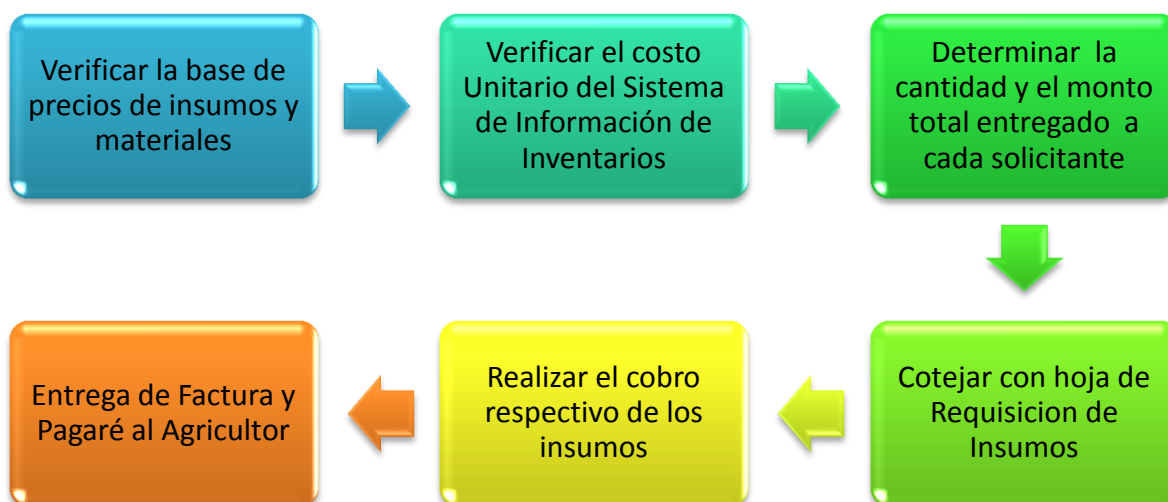 Verificar la base de
precios de insumos y
materiales
Verificar el costo
Unitario del Sistema
de Información de
Inventarios
Determinar la
cantidad y el monto
total entregado a
cada solicitante
Cotejar con hoja de
Requisicion de
Insumos
Realizar el cobro
respectivo de los
insumos
Entrega de Factura y
Pagaré al Agricultor